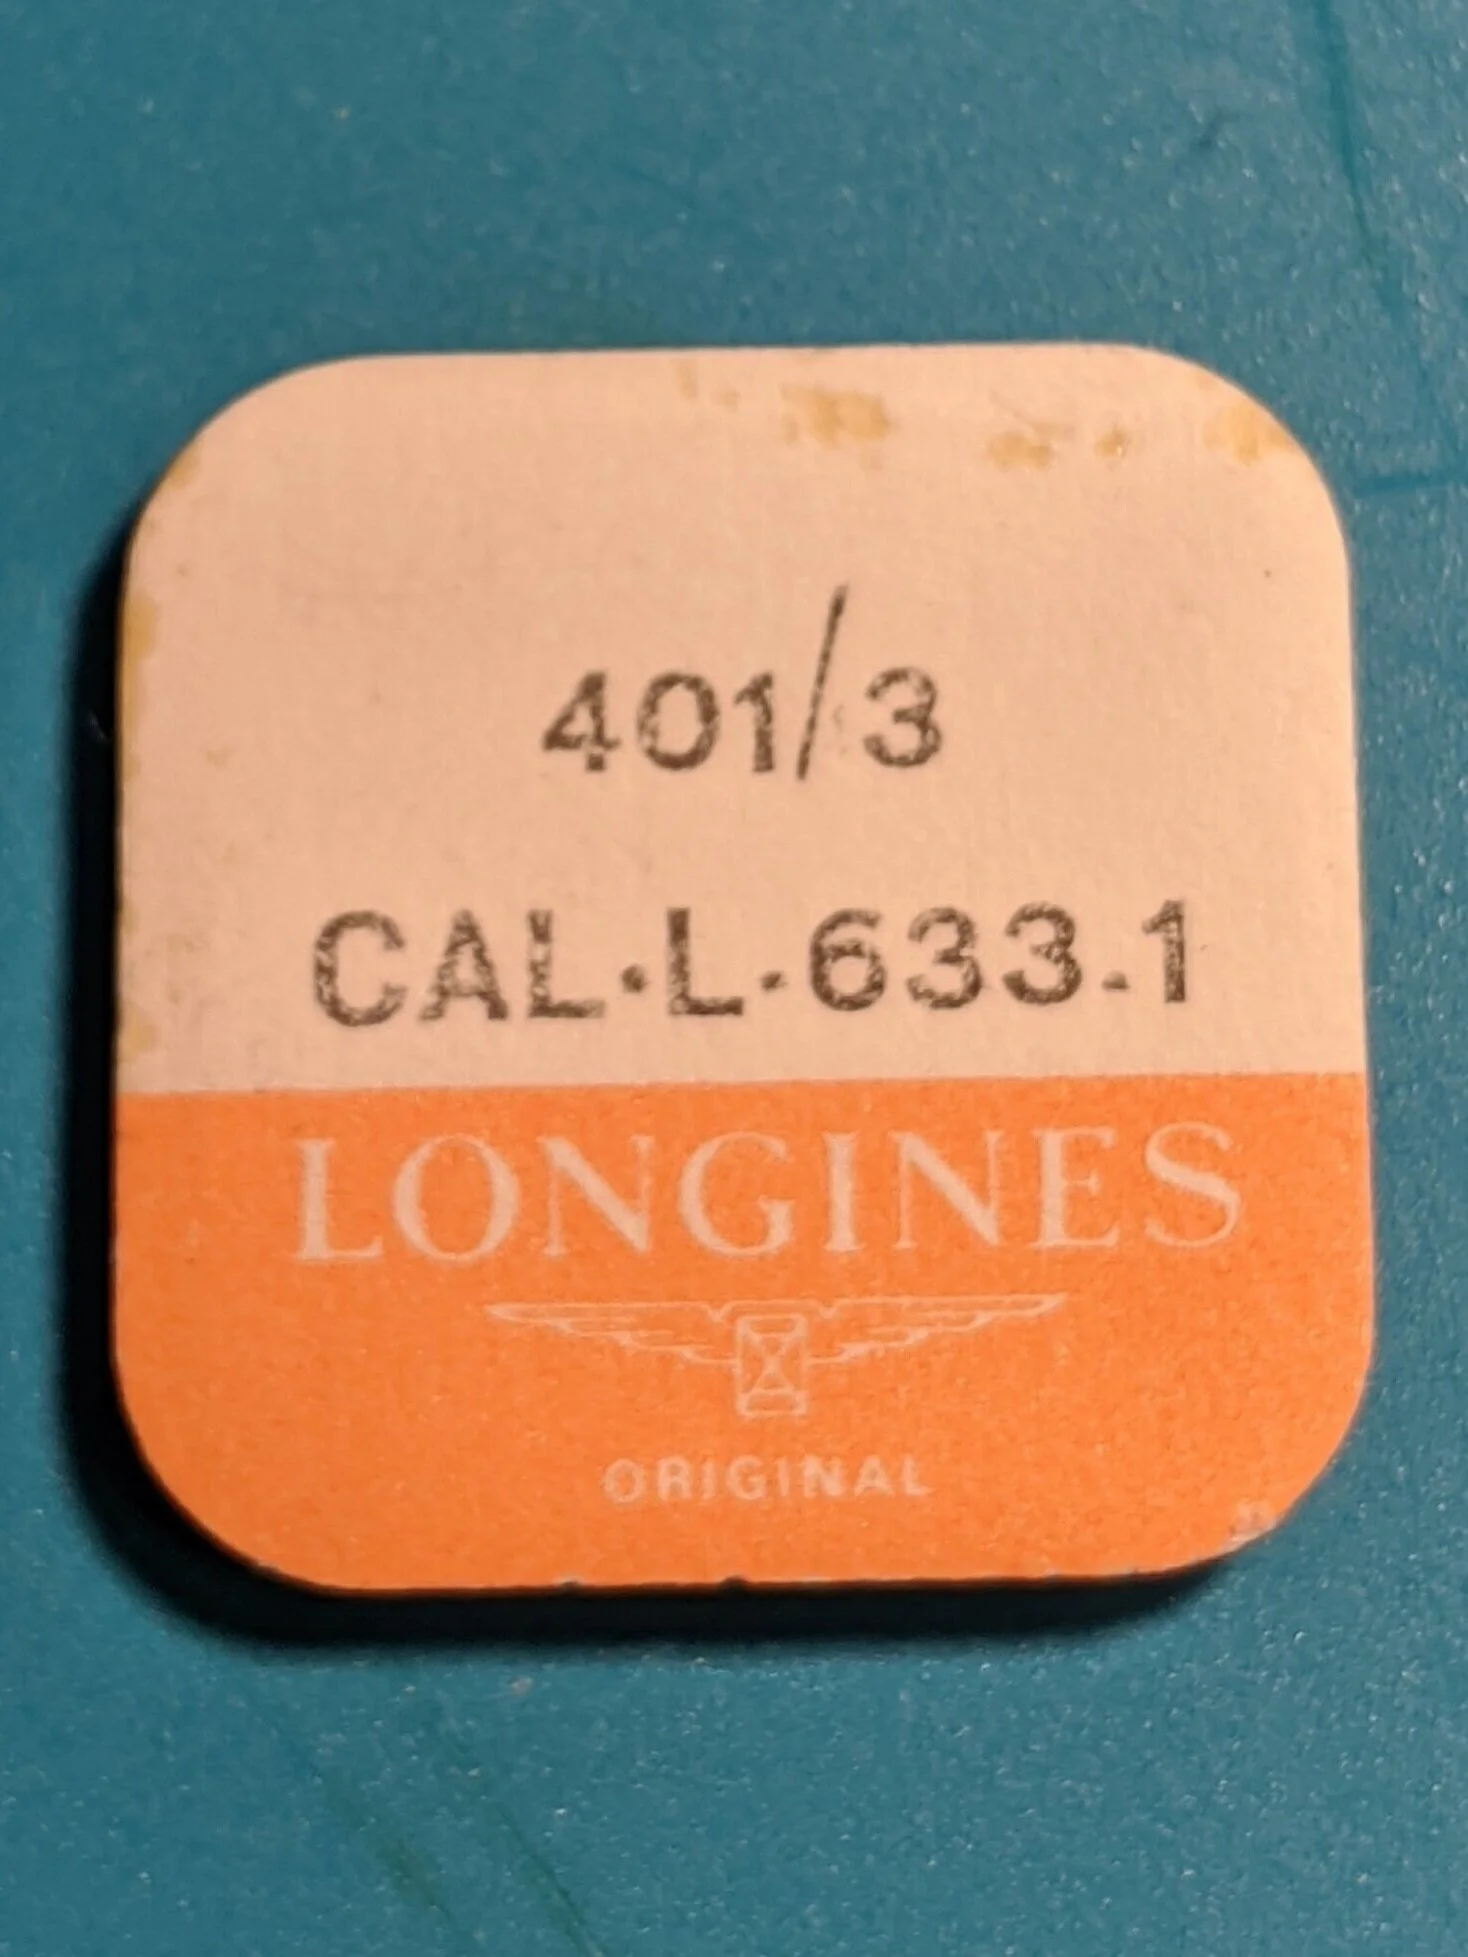 401/3
CAL.L.633.1
LONGINES
ORIGINAL